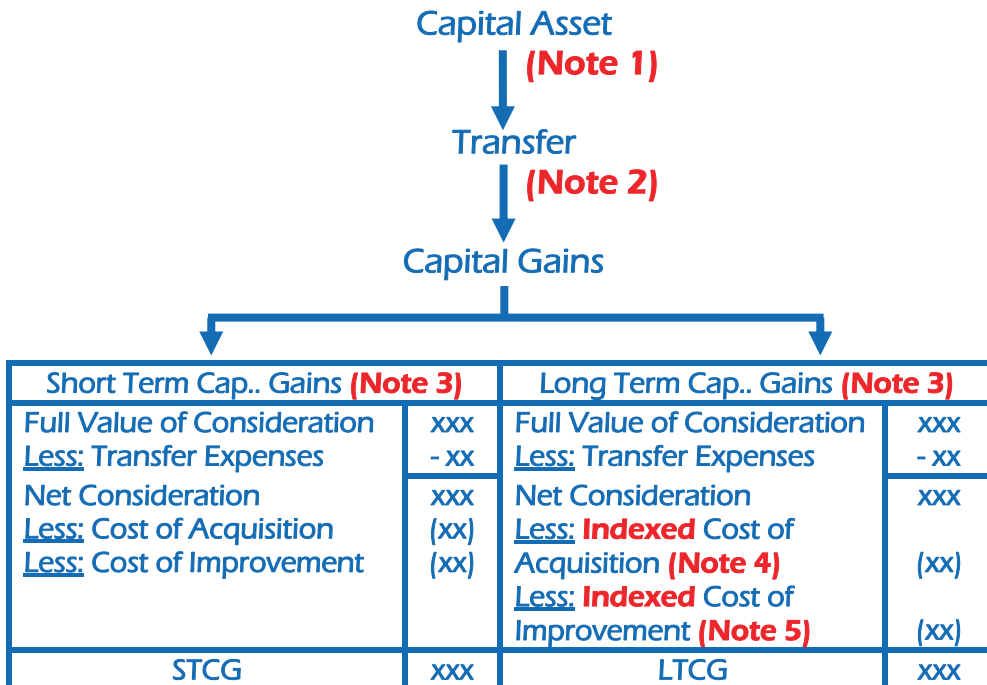 Capital Asset
(Note 1)
Transfer
(Note 2)
Capital Gains
Short Term Cap.. Gains (Note 3)
Full Value of Consideration xxx
Less: Transfer Expenses - xx
Net Consideration xxx
Less: Cost of Acquisition (xx)
Less: Cost of Improvement (xx)
STCG xxx
Long Term Cap.. Gains (Note 3)
Full Value of Consideration xxx
Less: Transfer Expenses - xx
Net Consideration xxx
Less: Indexed Cost of
Acquisition (Note 4) (xx)
Less: Indexed Cost of
Improvement (Note 5) (xx)
LTCG xxx